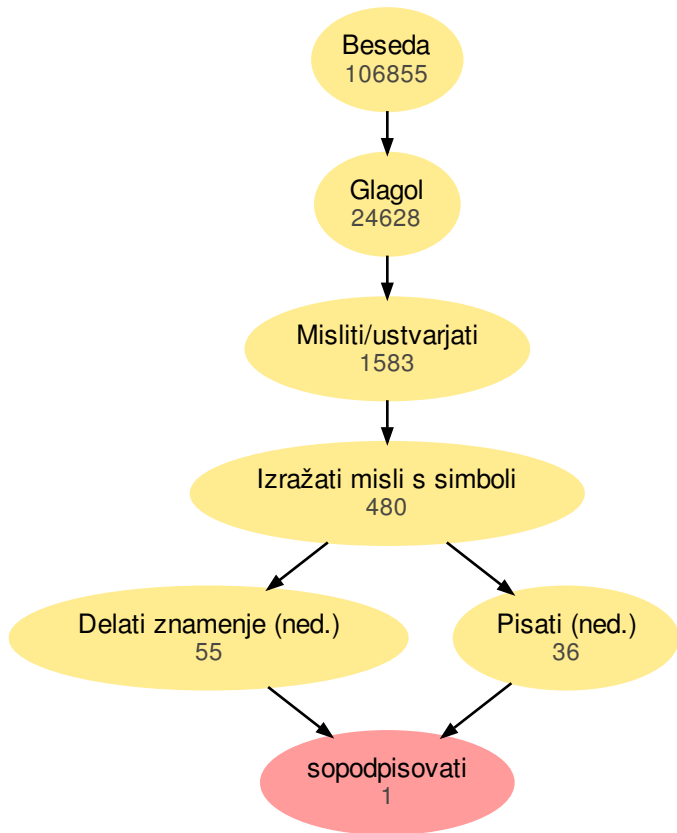 Beseda
106855
Glagol
24628
Misliti/ustvarjati
1583
Izražati misli s simboli
480
Delati znamenje (ned.)
55
Pisati (ned.)
36
sopodpisovati
1